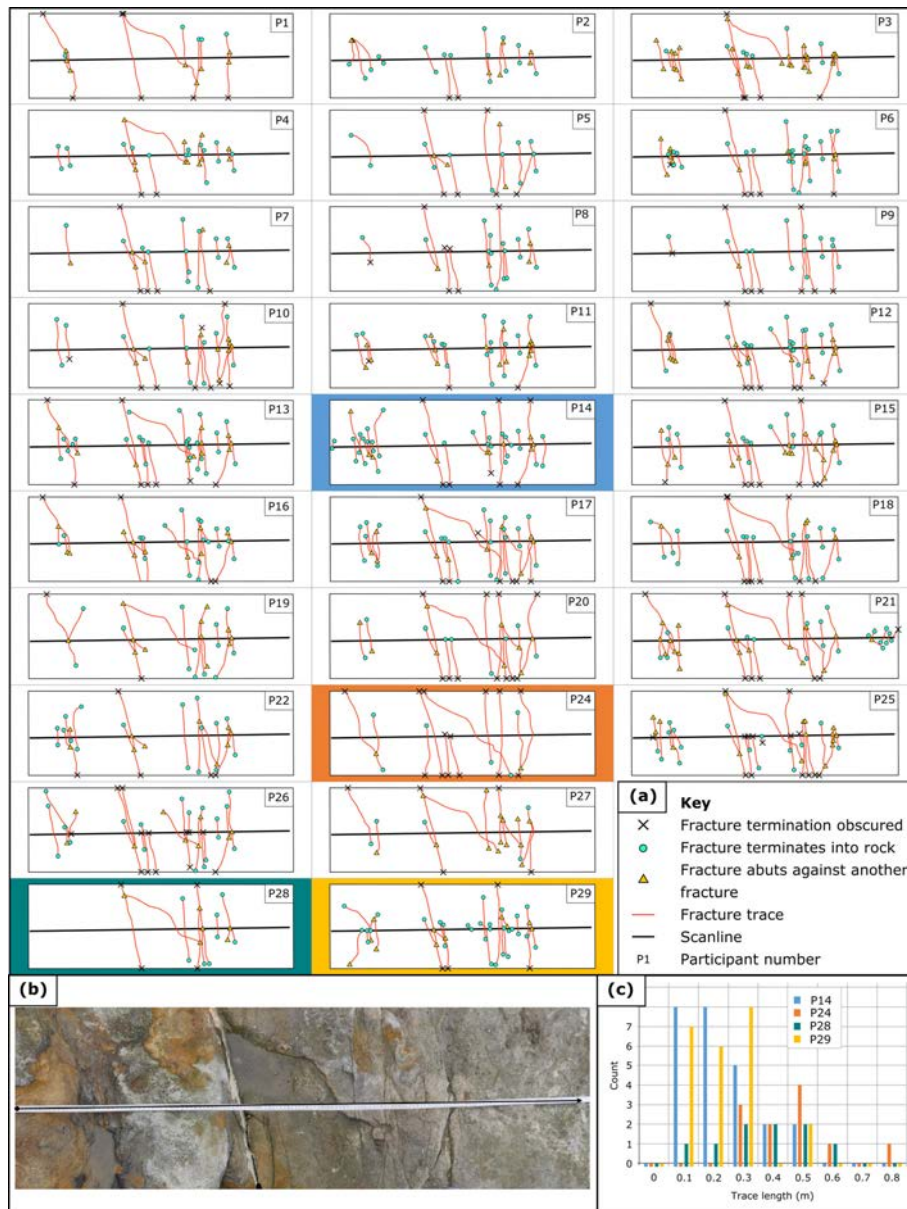 P1
P2
P3
P4
P5
P6
P7
P8
P9
P10
P11
P12
P13
P14
P15
P16
P17
P18
P19
P20
P21
P22
P24
P25
P26
P27
(a)
Key
Fracture termination obscured
Fracture terminates into rock
Fracture abuts against another
fracture
Fracture trace
Scanline
P1 Participant number
P28
P29
(b)
(c)
P14
P24
P28
P29
Count
7
6
5
4
3
2
1
0
0 0.1 0.2 0.3 0.4 0.5 0.6 0.7 0.8
Trace length (m)